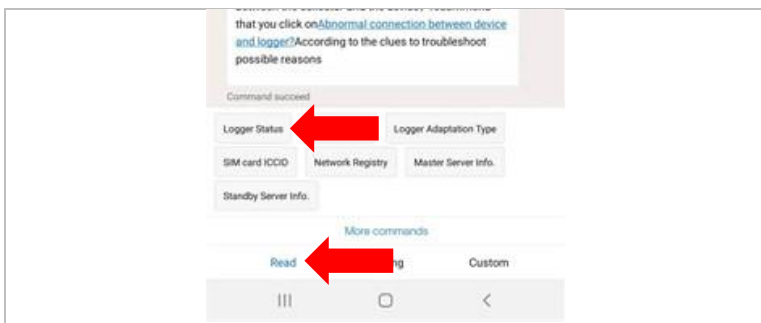 that you click onAbnormal connection between device
and logger?According to the clues to troubleshoot
possible reasons
Command succeed
Logger Status Logger Adaptation Type
SIM card ICCID Network Registry Master Server Info.
Standby Server Info.
More commands
Read ng Custom